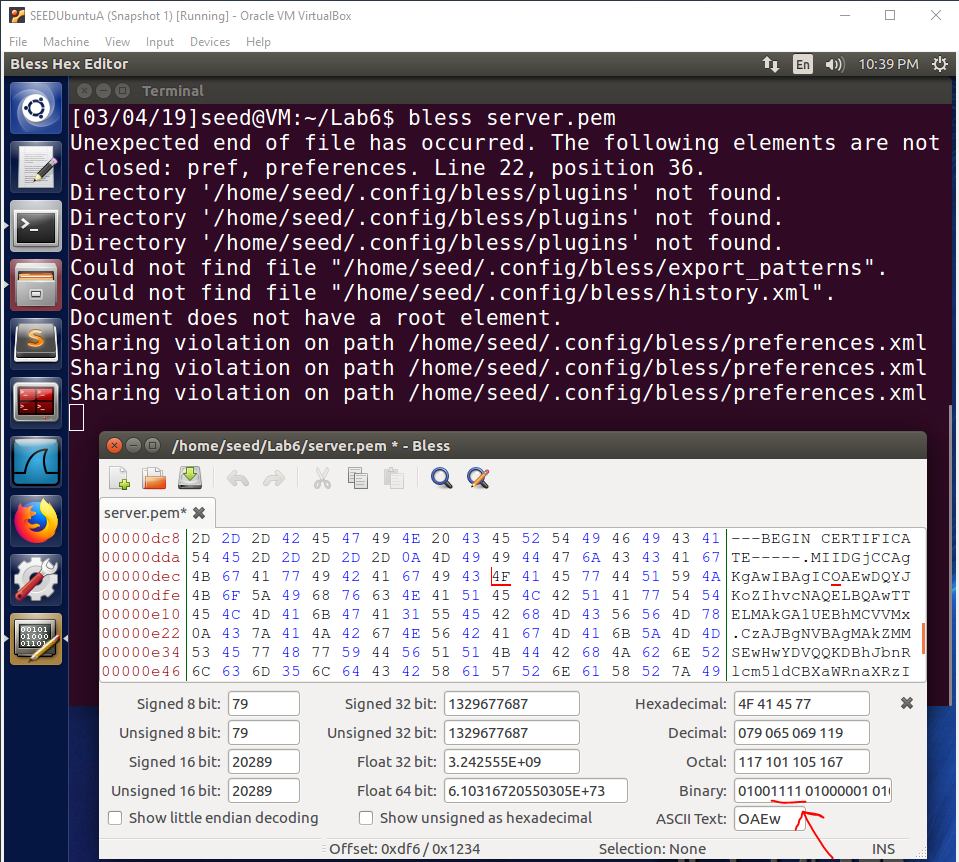 SEEDUbuntuA (Snapshot 1) [Running] - Oracle VM VirtualBox
File Machine View Input Devices Help
Bless Hex Editor En 10:39 PM
Terminal
[03/04/19]seed@VM:~/Lab6$ bless server.pem
Unexpected end of file has occurred. The following elements are not
closed: pref, preferences. Line 22, position 36.
Directory '/home/seed/.config/bless/plugins' not found.
Directory '/home/seed/.config/bless/plugins' not found.
Directory '/home/seed/.config/bless/plugins' not found.
Could not find file "/home/seed/.config/bless/export_patterns".
Could not find file "/home/seed/.config/bless/history.xml".
Document does not have a root element.
Sharing violation on path /home/seed/.config/bless/preferences.xml
Sharing violation on path /home/seed/.config/bless/preferences.xml
Sharing violation on path /home/seed/.config/bless/preferences.xml
/home/seed/Lab6/server.pem * - Bless
server.pem*
00000dc8 2D 2D 2D 42 45 47 49 4E 20 43 45 52 54 49 46 49 43 41 ---BEGIN CERTIFICA
00000dda 54 45 2D 2D 2D 2D 2D 0A 4D 49 49 44 47 6A 43 43 41 67 TE-----.MIIDGjCCAg
00000dec 4B 67 41 77 49 42 41 67 49 43 4F 41 45 77 44 51 59 4A KgAwIBAgICOAEwDQYJ
00000dfe 4B 6F 5A 49 68 76 63 4E 41 51 45 4C 42 51 41 77 54 54 KoZIhvcNAQELBQAwTT
00000e10 45 4C 4D 41 6B 47 41 31 55 45 42 68 4D 43 56 56 4D 78 ELMAkGA1UEBhMCVVMx
00000e22 0A 43 7A 41 4A 42 67 4E 56 42 41 67 4D 41 6B 5A 4D 4D .CzAJBgNVBAgMAkZMM
00000e34 53 45 77 48 77 59 44 56 51 51 4B 44 42 68 4A 62 6E 52 SEwHwYDVQQKDBhJbnR
00000e46 6C 63 6D 35 6C 64 43 42 58 61 57 52 6E 61 58 52 7A 49 lcm5ldCBXaWRnaXRzI
Signed 8 bit: 79 Signed 32 bit: 1329677687 Hexadecimal: 4F 41 45 77
Unsigned 8 bit: 79 Unsigned 32 bit: 1329677687 Decimal: 079 065 069 119
Signed 16 bit: 20289 Float 32 bit: 3.242555E+09 Octal: 117 101 105 167
Unsigned 16 bit: 20289 Float 64 bit: 6.10316720550305E+73 Binary: 01001111 01000001 01
Show little endian decoding Show unsigned as hexadecimal ASCII Text: OAEw
Offset: 0xdf6 / 0x1234 Selection: None INS